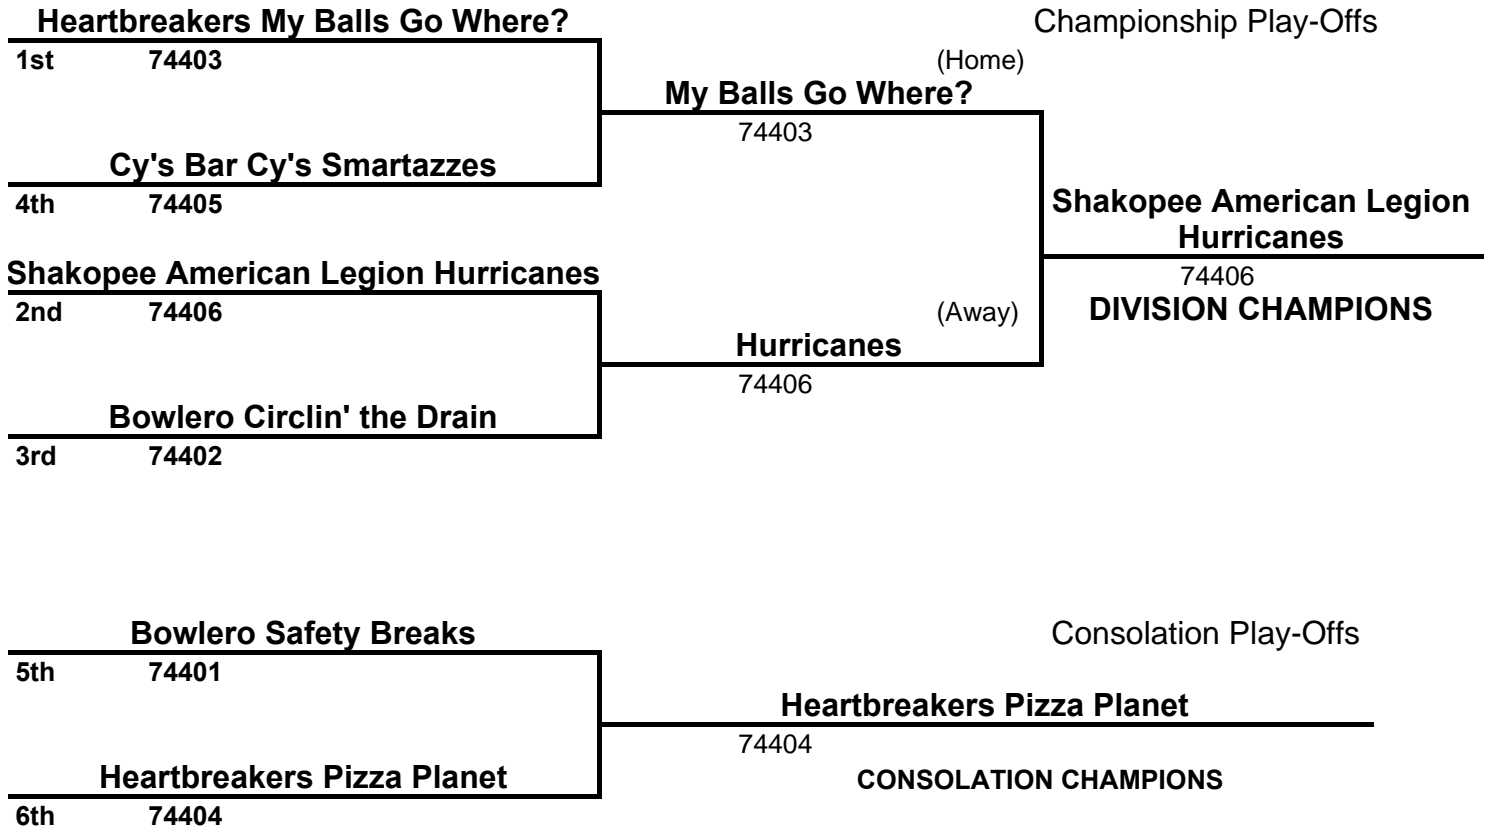 Heartbreakers My Balls Go Where? Championship Play-Offs
1st 74403 (Home)
My Balls Go Where?
74403
Cy's Bar Cy's Smartazzes
4th 74405 Shakopee American Legion
Hurricanes
Shakopee American Legion Hurricanes 74406
2nd 74406 (Away) DIVISION CHAMPIONS
Hurricanes
74406
Bowlero Circlin' the Drain
3rd 74402
Bowlero Safety Breaks Consolation Play-Offs
5th 74401
Heartbreakers Pizza Planet
74404
Heartbreakers Pizza Planet CONSOLATION CHAMPIONS
6th 74404